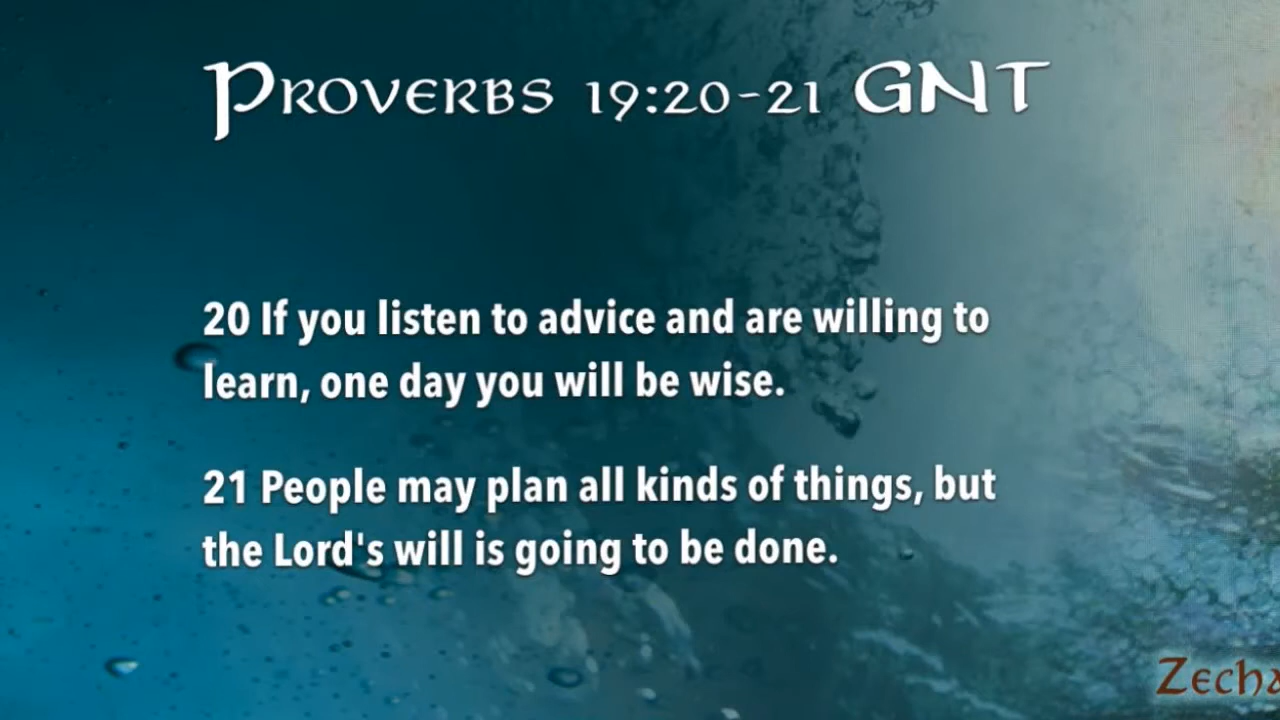 Proverbs 19:20-21 GNT
20 If you listen to advice and are willing to
learn, one day you will be wise.
21 People may plan all kinds of things, but
the Lord's will is going to be done.